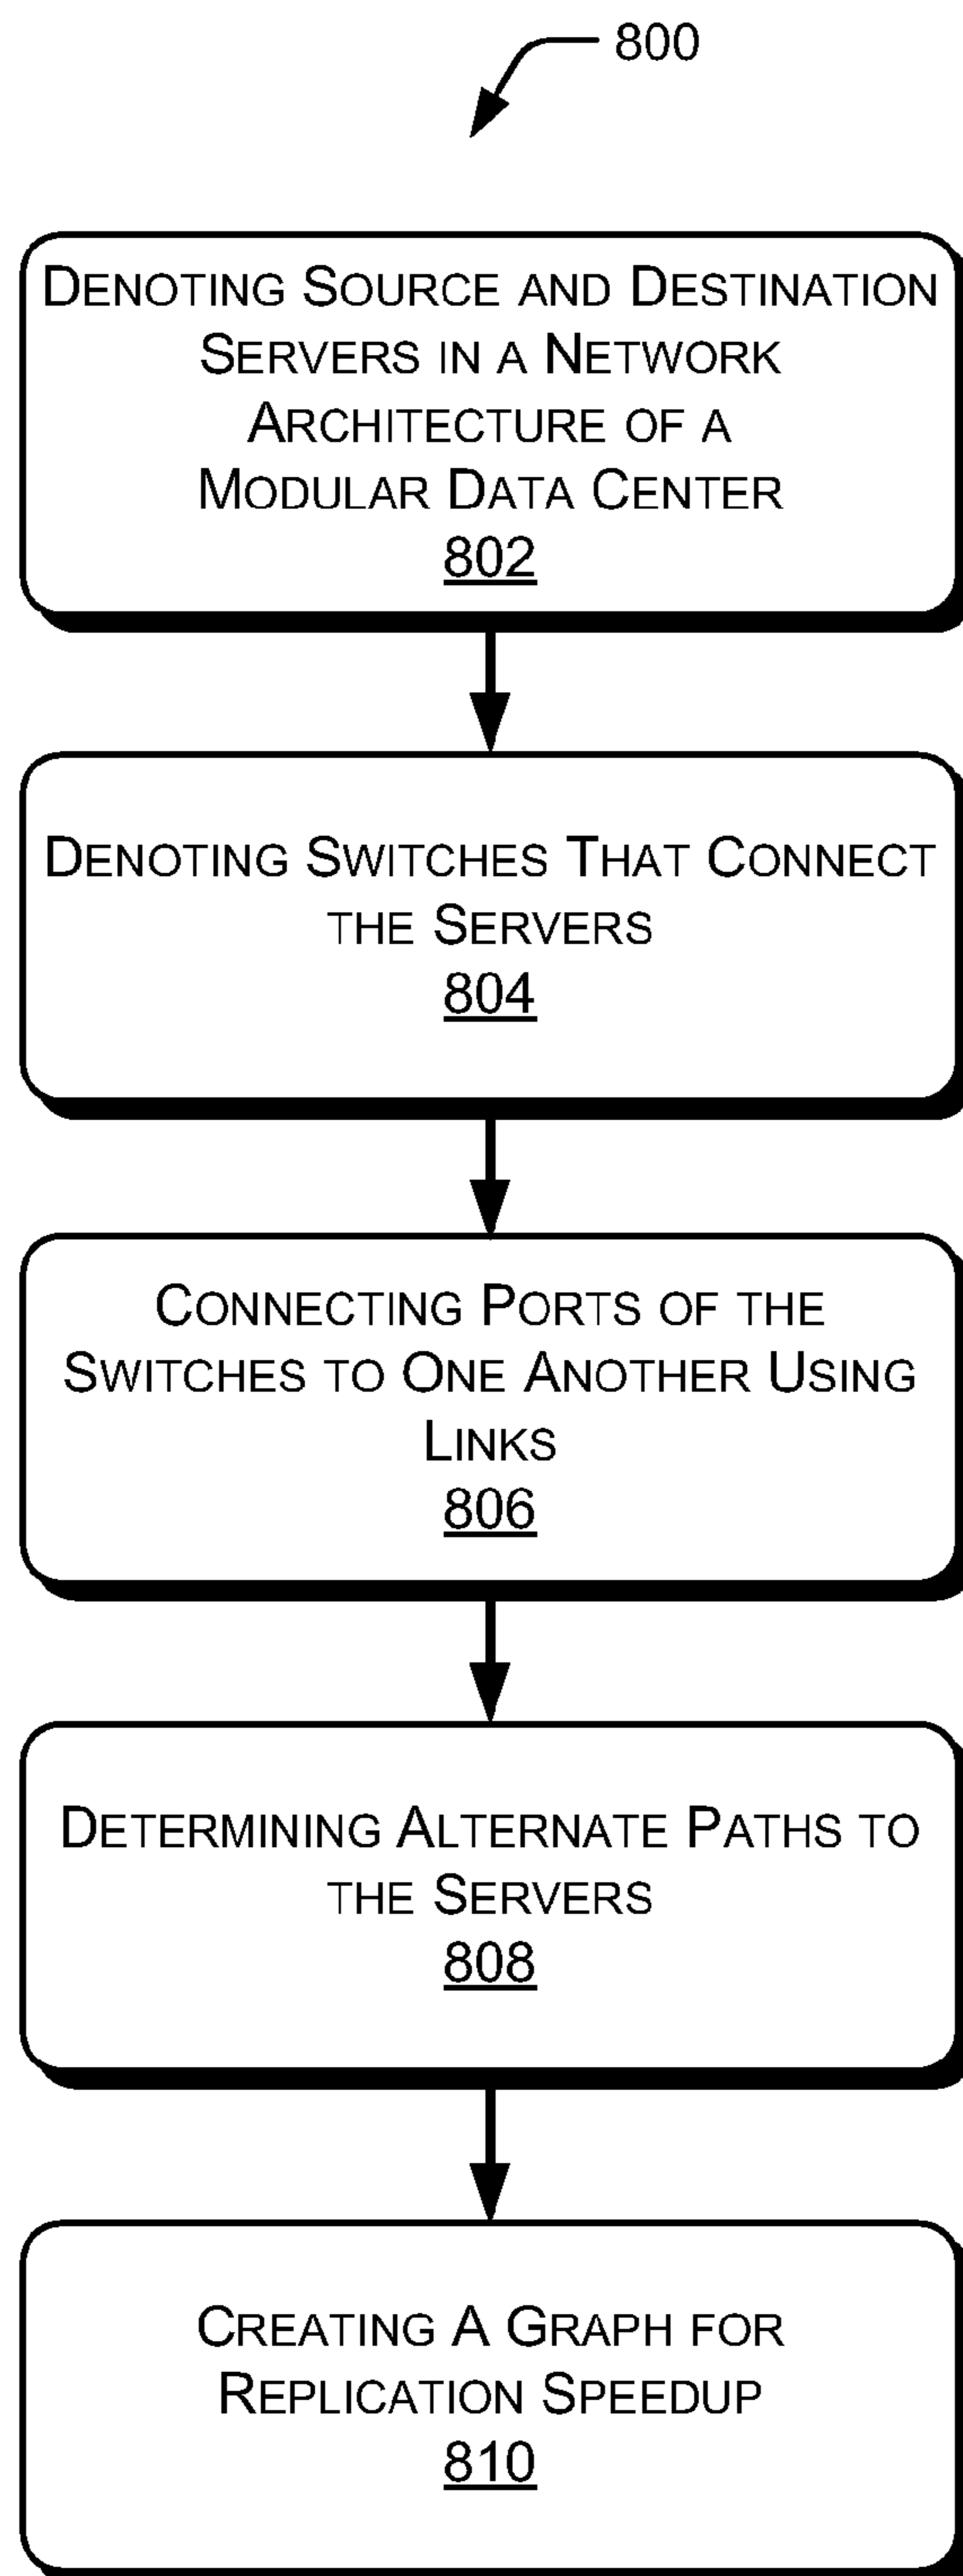 800
DENOTING SOURCE AND DESTINATION
SERVERS IN A NETWORK
ARCHITECTURE OF A
MODULAR DATA CENTER
802
DENOTING SWITCHES THAT CONNECT
THE SERVERS
804
CONNECTING PORTS OF THE
SWITCHES TO ONE ANOTHER USING
LINKS
806
DETERMINING ALTERNATE PATHS TO
THE SERVERS
808
CREATING A GRAPH FOR
REPLICATION SPEEDUP
810